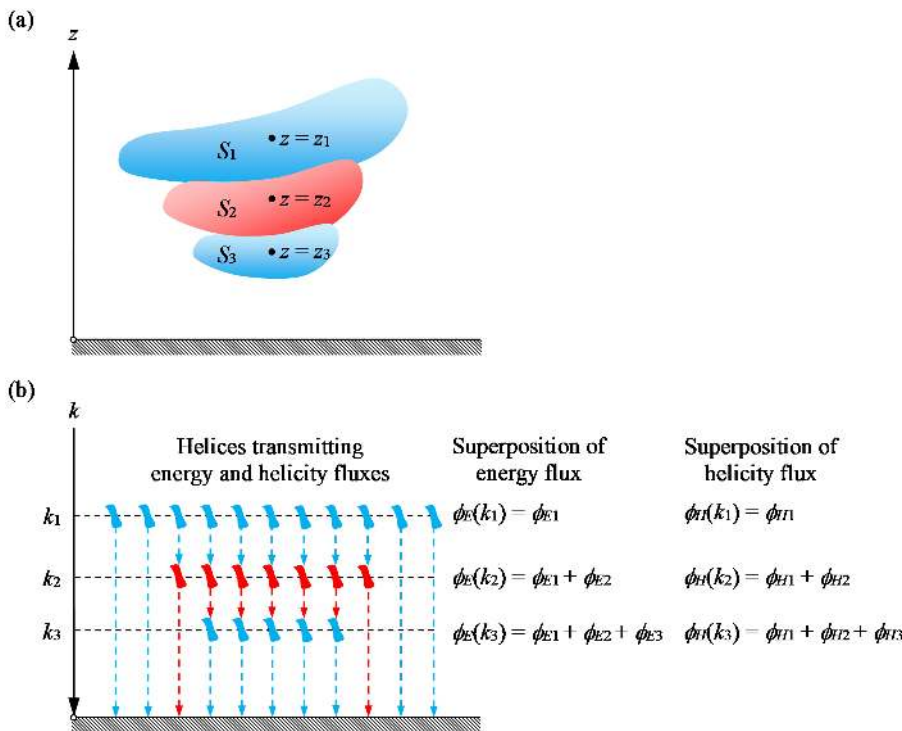 (a)
z
S₁ • z = z₁
S₂ • z = z₂
S₃ • z = z₃
(b)
k
Helices transmitting
energy and helicity fluxes
Superposition of
energy flux
Superposition of
helicity flux
k₁ ϕE(k₁) = ϕE1 ϕH(k₁) = ϕH1
k₂ ϕE(k₂) = ϕE1 + ϕE2 ϕH(k₂) = ϕH1 + ϕH2
k₃ ϕE(k₃) = ϕE1 + ϕE2 + ϕE3 ϕH(k₃) = ϕH1 + ϕH2 + ϕH3